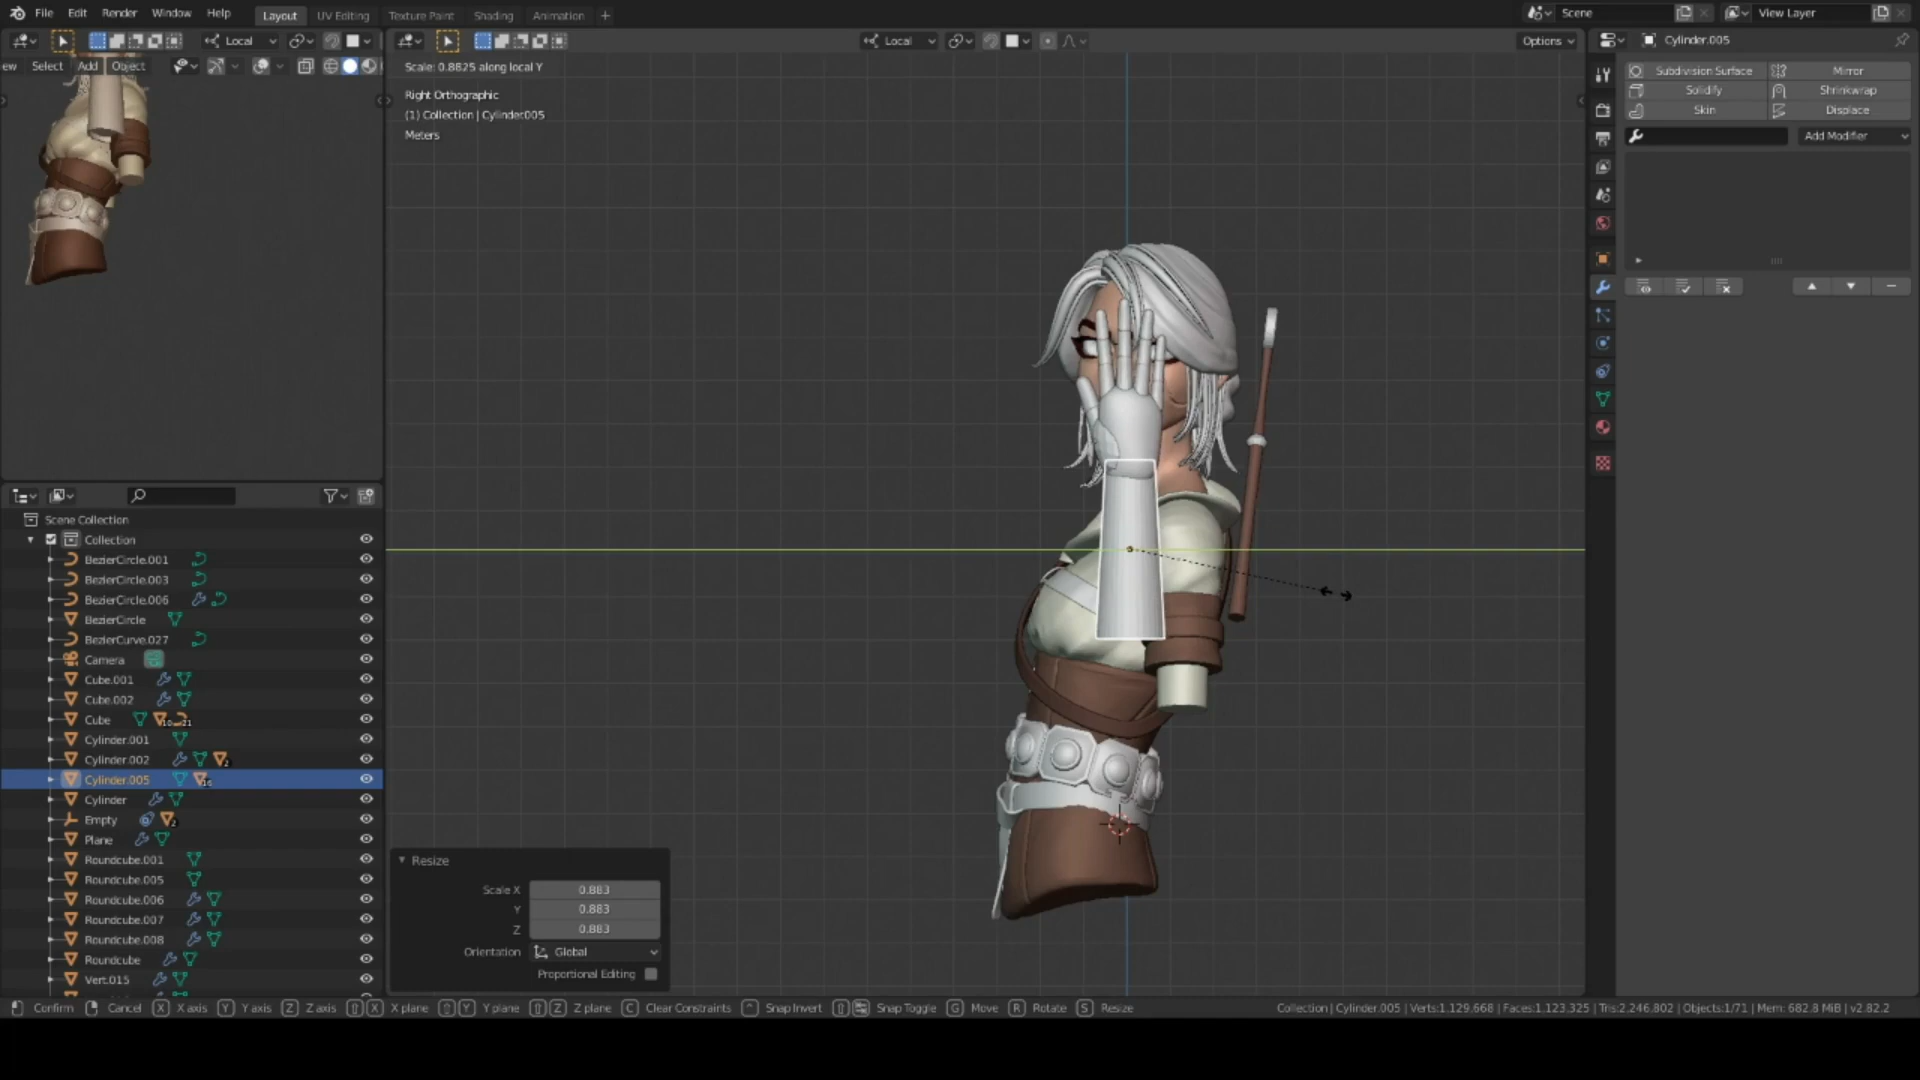 File Edit Render Window Help Layout UV Editing Texture Paint Shading Animation + Scene View Layer
Local Local Options Cylinder.005
ew Select Add Object
Scale: 0.8825 along local Y
Right Orthographic
(1) Collection | Cylinder.005
Meters
Subdivision Surface Mirror
Solidify Shrinkwrap
Skin Displace
Add Modifier
Scene Collection
Collection
BezierCircle.001
BezierCircle.003
BezierCircle.006
BezierCircle
BezierCurve.027
Camera
Cube.001
Cube.002
Cube
Cylinder.001
Cylinder.002 2
Cylinder.005 16
Cylinder
Empty 2
Plane
Roundcube.001
Roundcube.005
Roundcube.006
Roundcube.007
Roundcube.008
Roundcube
Vert.015
Resize
Scale X 0.883
Y 0.883
Z 0.883
Orientation Global
Proportional Editing
Confirm Cancel X X axis Y Y axis Z Z axis X X plane Y Y plane Z Z plane C Clear Constraints Snap Invert Snap Toggle G Move R Rotate S Resize Collection | Cylinder.005 | Verts:1,129,668 | Faces:1,123,325 | Tris:2,246,802 | Objects:1/71 | Mem: 682.8 MiB | v2.82.2